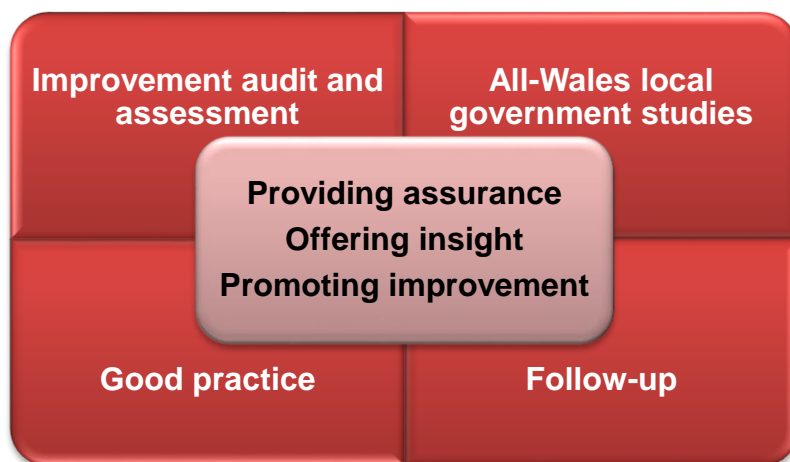 Improvement audit and
assessment
All-Wales local
government studies
Providing assurance
Offering insight
Promoting improvement
Good practice
Follow-up